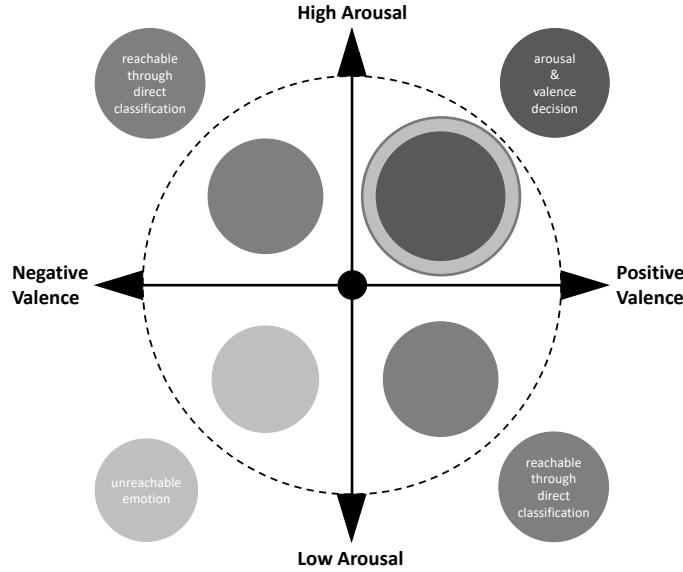 High Arousal
reachable
through
direct
classification
arousal
&
valence
decision
Negative
Valence
Positive
Valence
unreachable
emotion
reachable
through
direct
classification
Low Arousal